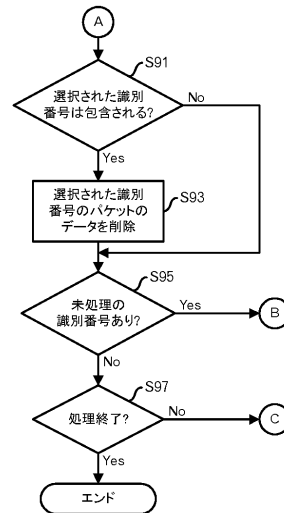 A
S91
選択された識別
番号は包含される?
No
Yes
選択された識別
番号のパケットの
データを削除
S93
S95
未処理の
識別番号あり?
Yes
B
No
S97
処理終了?
No
C
Yes
エンド